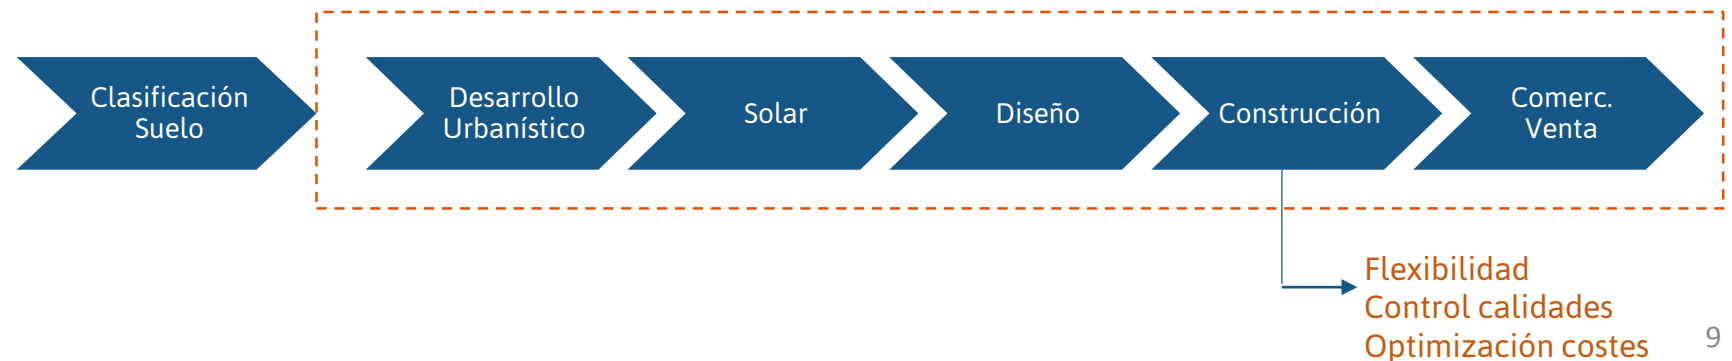 Clasificación
Suelo
Desarrollo
Urbanístico
Solar
Diseño
Construcción
Comerc.
Venta
Flexibilidad
Control calidades
Optimización costes
9